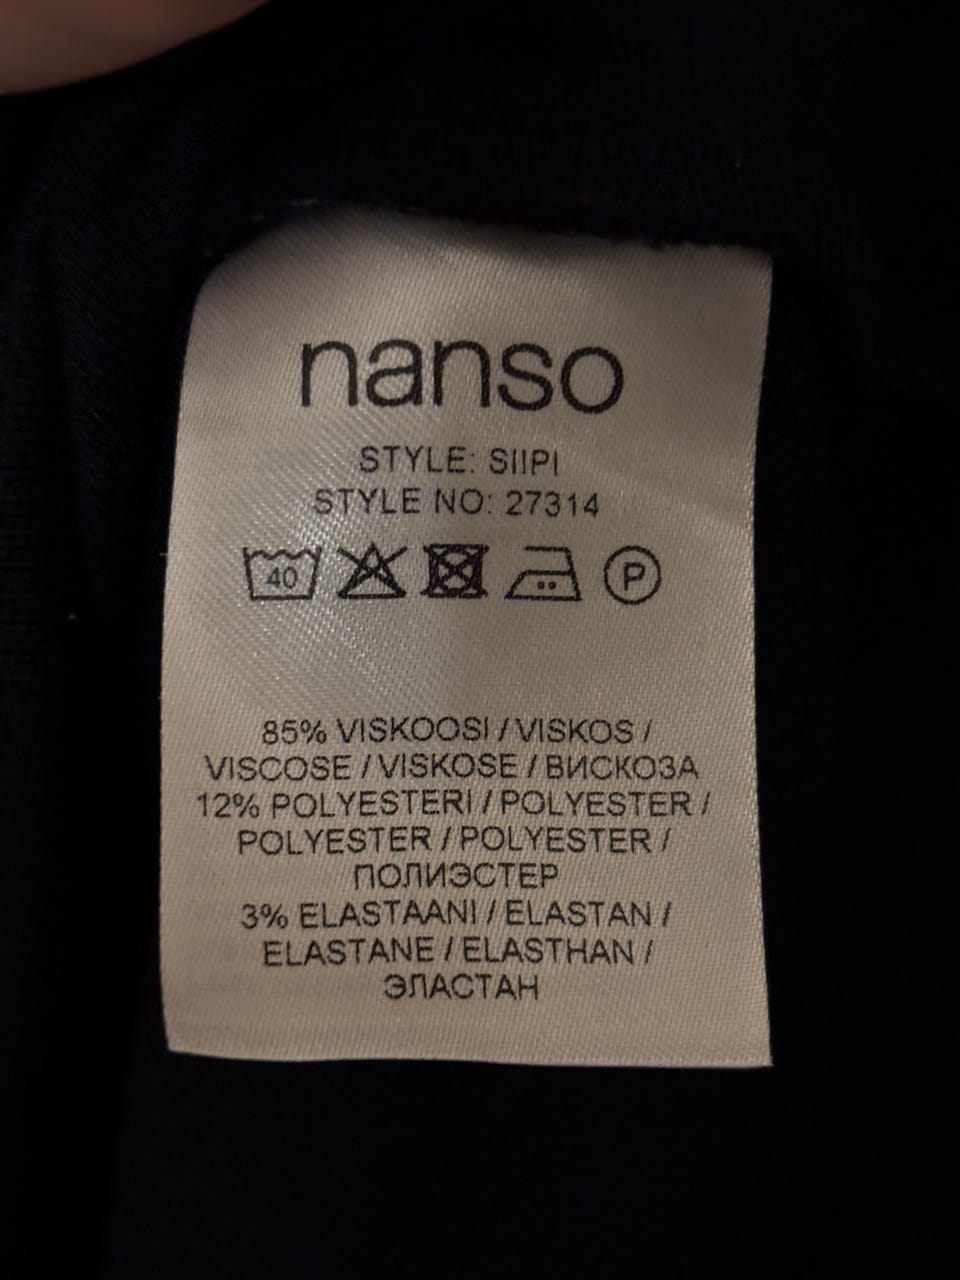 nanso
STYLE: SIIPI
STYLE NO: 27314
40 P
85% VISKOOSI / VISKOS /
VISCOSE / VISKOSE / ВИСКОЗА
12% POLYESTERI / POLYESTER /
POLYESTER / POLYESTER /
ПОЛИЭСТЕР
3% ELASTAANI / ELASTAN /
ELASTANE / ELASTHAN /
ЭЛАСТАН